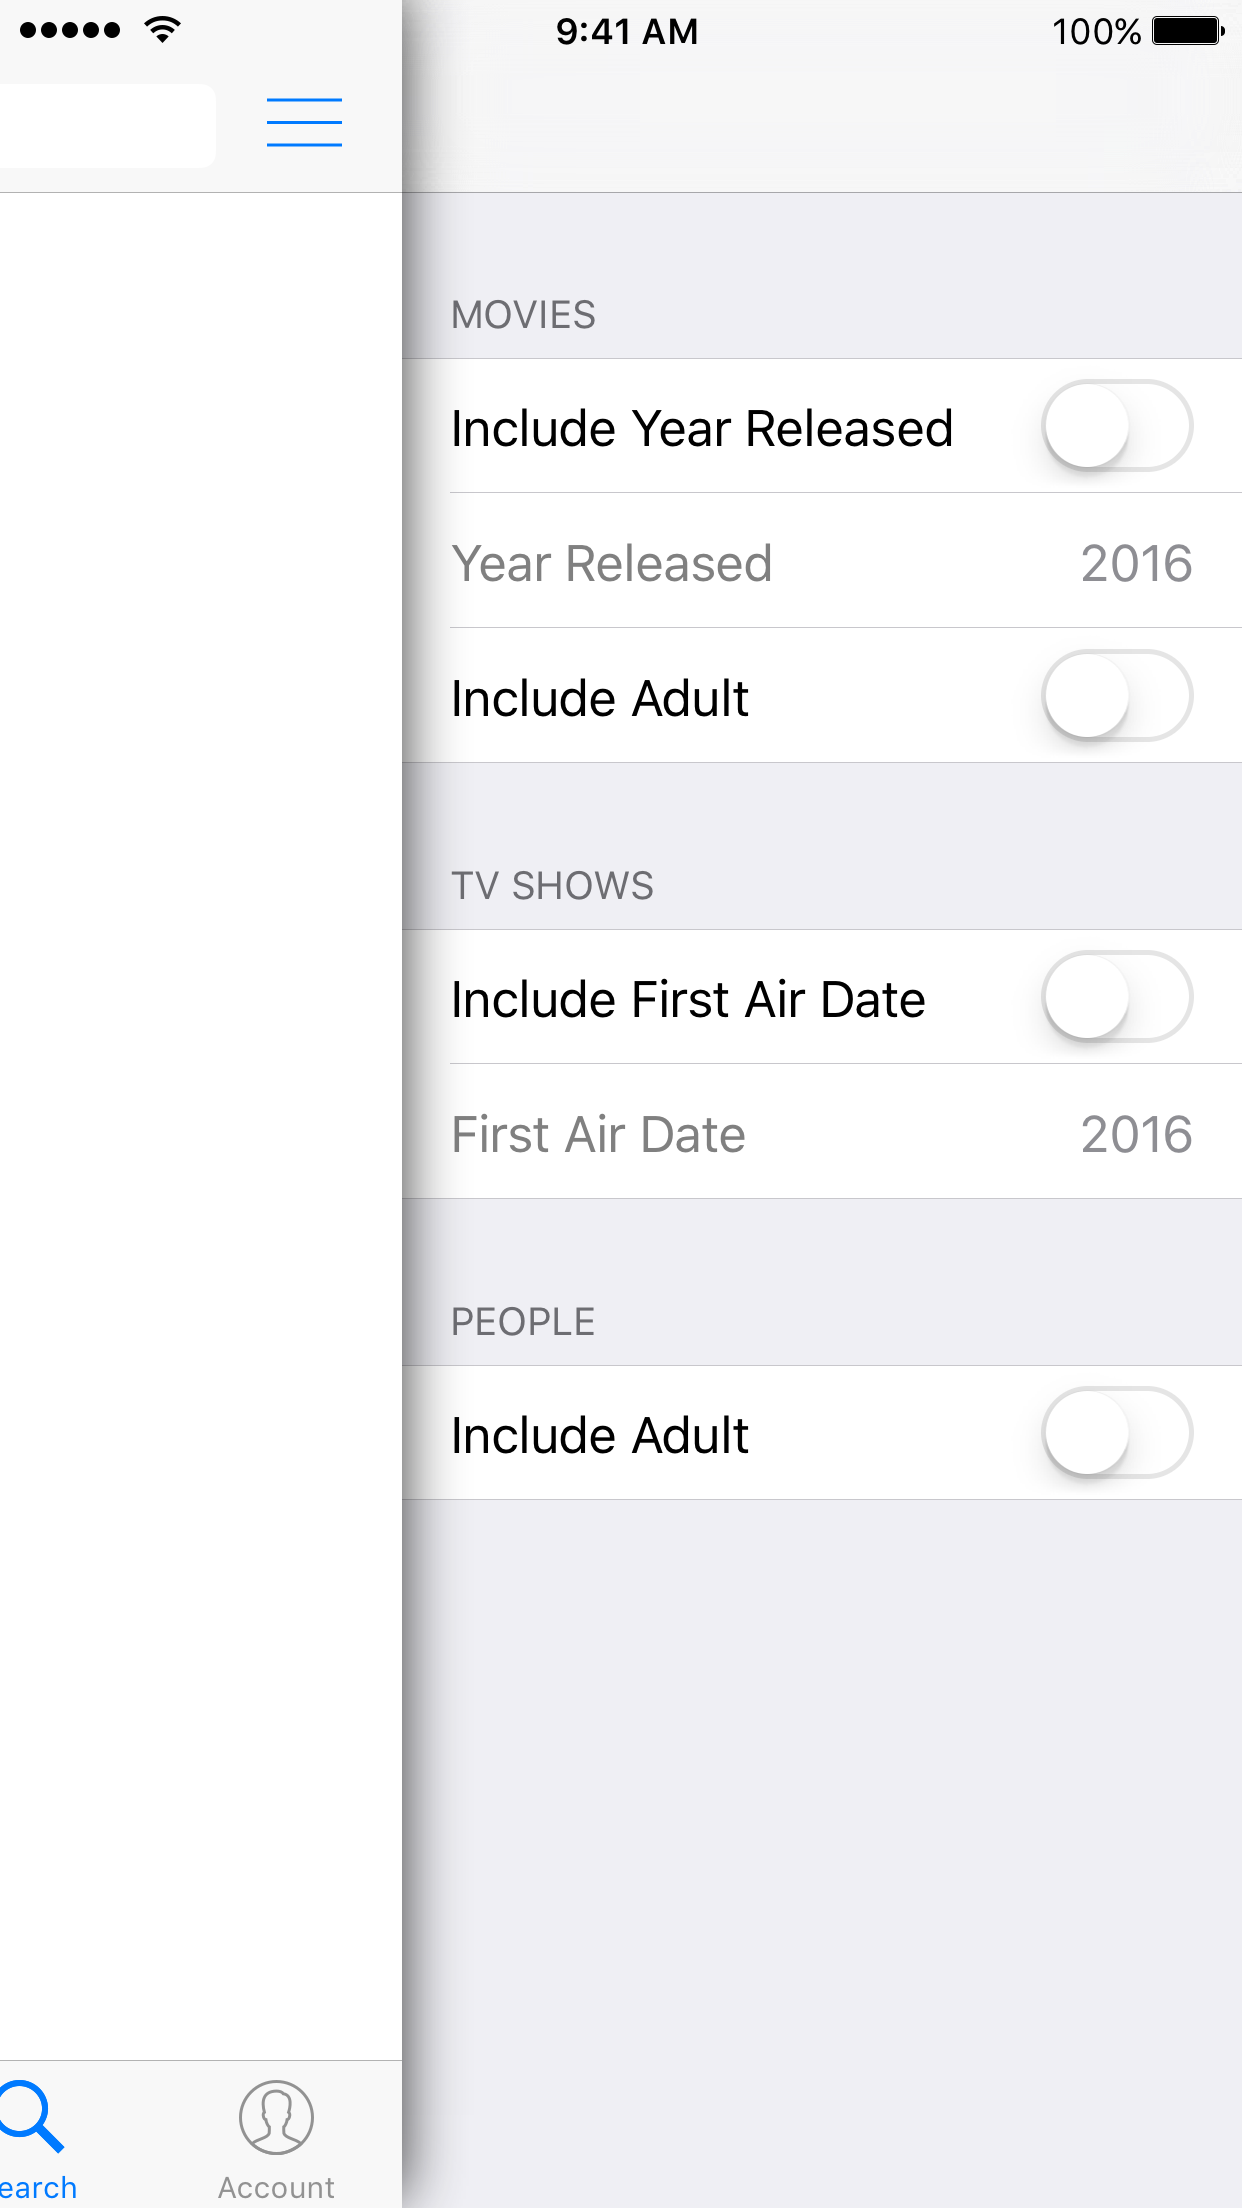 9:41 AM
100%
MOVIES
Include Year Released
Year Released 2016
Include Adult
TV SHOWS
Include First Air Date
First Air Date 2016
PEOPLE
Include Adult
earch
Account